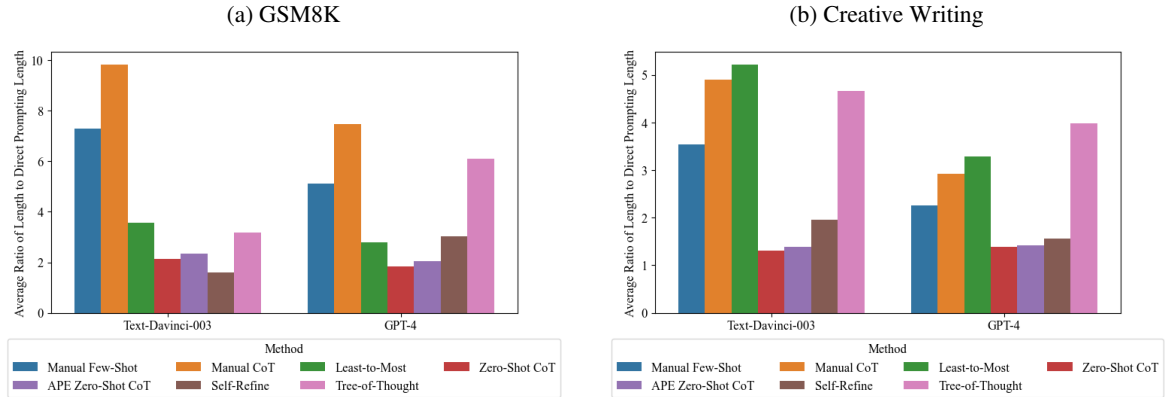 (a) GSM8K
Average Ratio of Length to Direct Prompting Length
10
8
6
4
2
0
Text-Davinci-003
GPT-4
Method
Manual Few-Shot
Manual CoT
Least-to-Most
Zero-Shot CoT
APE Zero-Shot CoT
Self-Refine
Tree-of-Thought
(b) Creative Writing
Average Ratio of Length to Direct Prompting Length
5
4
3
2
1
0
Text-Davinci-003
GPT-4
Method
Manual Few-Shot
Manual CoT
Least-to-Most
Zero-Shot CoT
APE Zero-Shot CoT
Self-Refine
Tree-of-Thought